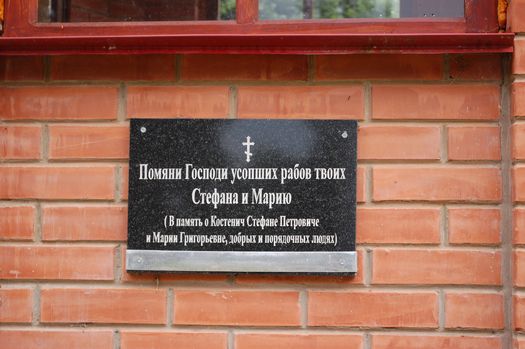 Помяни Господи усопших рабов твоих
Стефана и Марию
( В память о Костенич Стефане Петровиче
и Марии Григорьевне, добрых и порядочных людях)